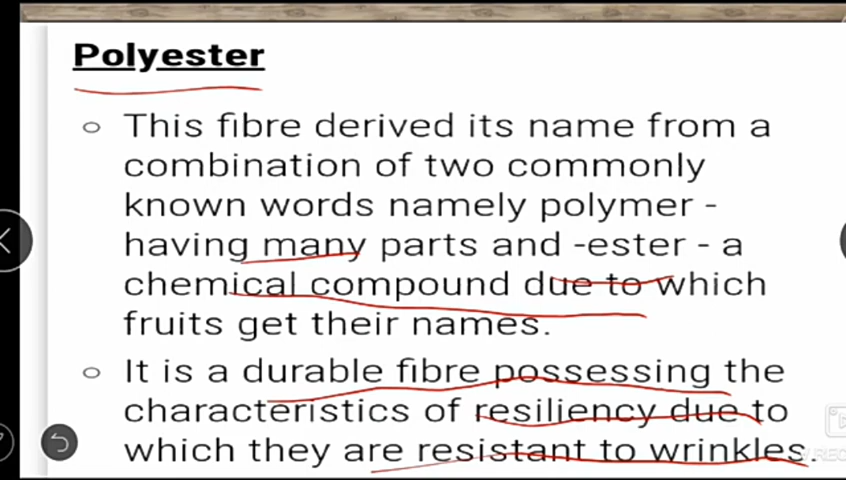 Polyester
This fibre derived its name from a
combination of two commonly
known words namely polymer -
having many parts and -ester - a
chemical compound due to which
fruits get their names.
It is a durable fibre possessing the
characteristics of resiliency due to
which they are resistant to wrinkles.